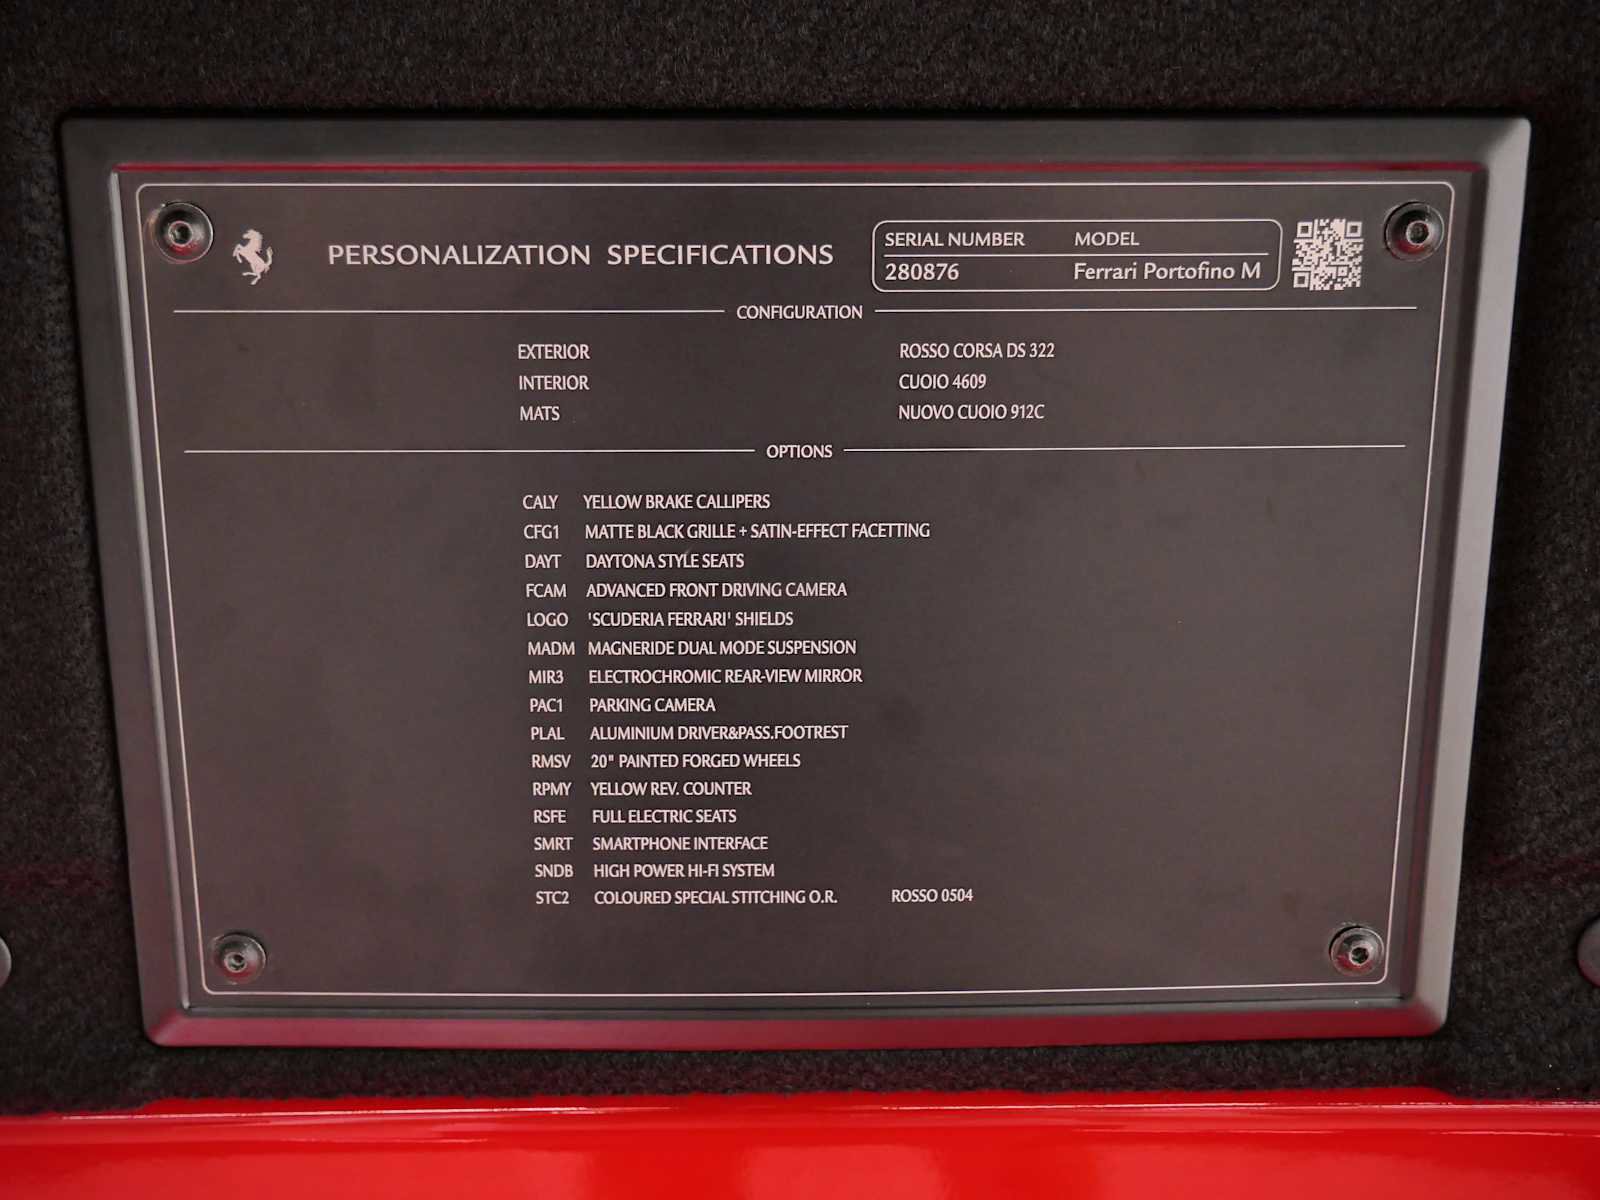 PERSONALIZATION SPECIFICATIONS
SERIAL NUMBER MODEL
280876 Ferrari Portofino M
CONFIGURATION
EXTERIOR ROSSO CORSA DS 322
INTERIOR CUOIO 4609
MATS NUOVO CUOIO 912C
OPTIONS
CALY YELLOW BRAKE CALLIPERS
CFG1 MATTE BLACK GRILLE + SATIN-EFFECT FACETTING
DAYT DAYTONA STYLE SEATS
FCAM ADVANCED FRONT DRIVING CAMERA
LOGO 'SCUDERIA FERRARI' SHIELDS
MADM MAGNERIDE DUAL MODE SUSPENSION
MIR3 ELECTROCHROMIC REAR-VIEW MIRROR
PAC1 PARKING CAMERA
PLAL ALUMINIUM DRIVER&PASS.FOOTREST
RMSV 20" PAINTED FORGED WHEELS
RPMY YELLOW REV. COUNTER
RSFE FULL ELECTRIC SEATS
SMRT SMARTPHONE INTERFACE
SNDB HIGH POWER HI-FI SYSTEM
STC2 COLOURED SPECIAL STITCHING O.R. ROSSO 0504